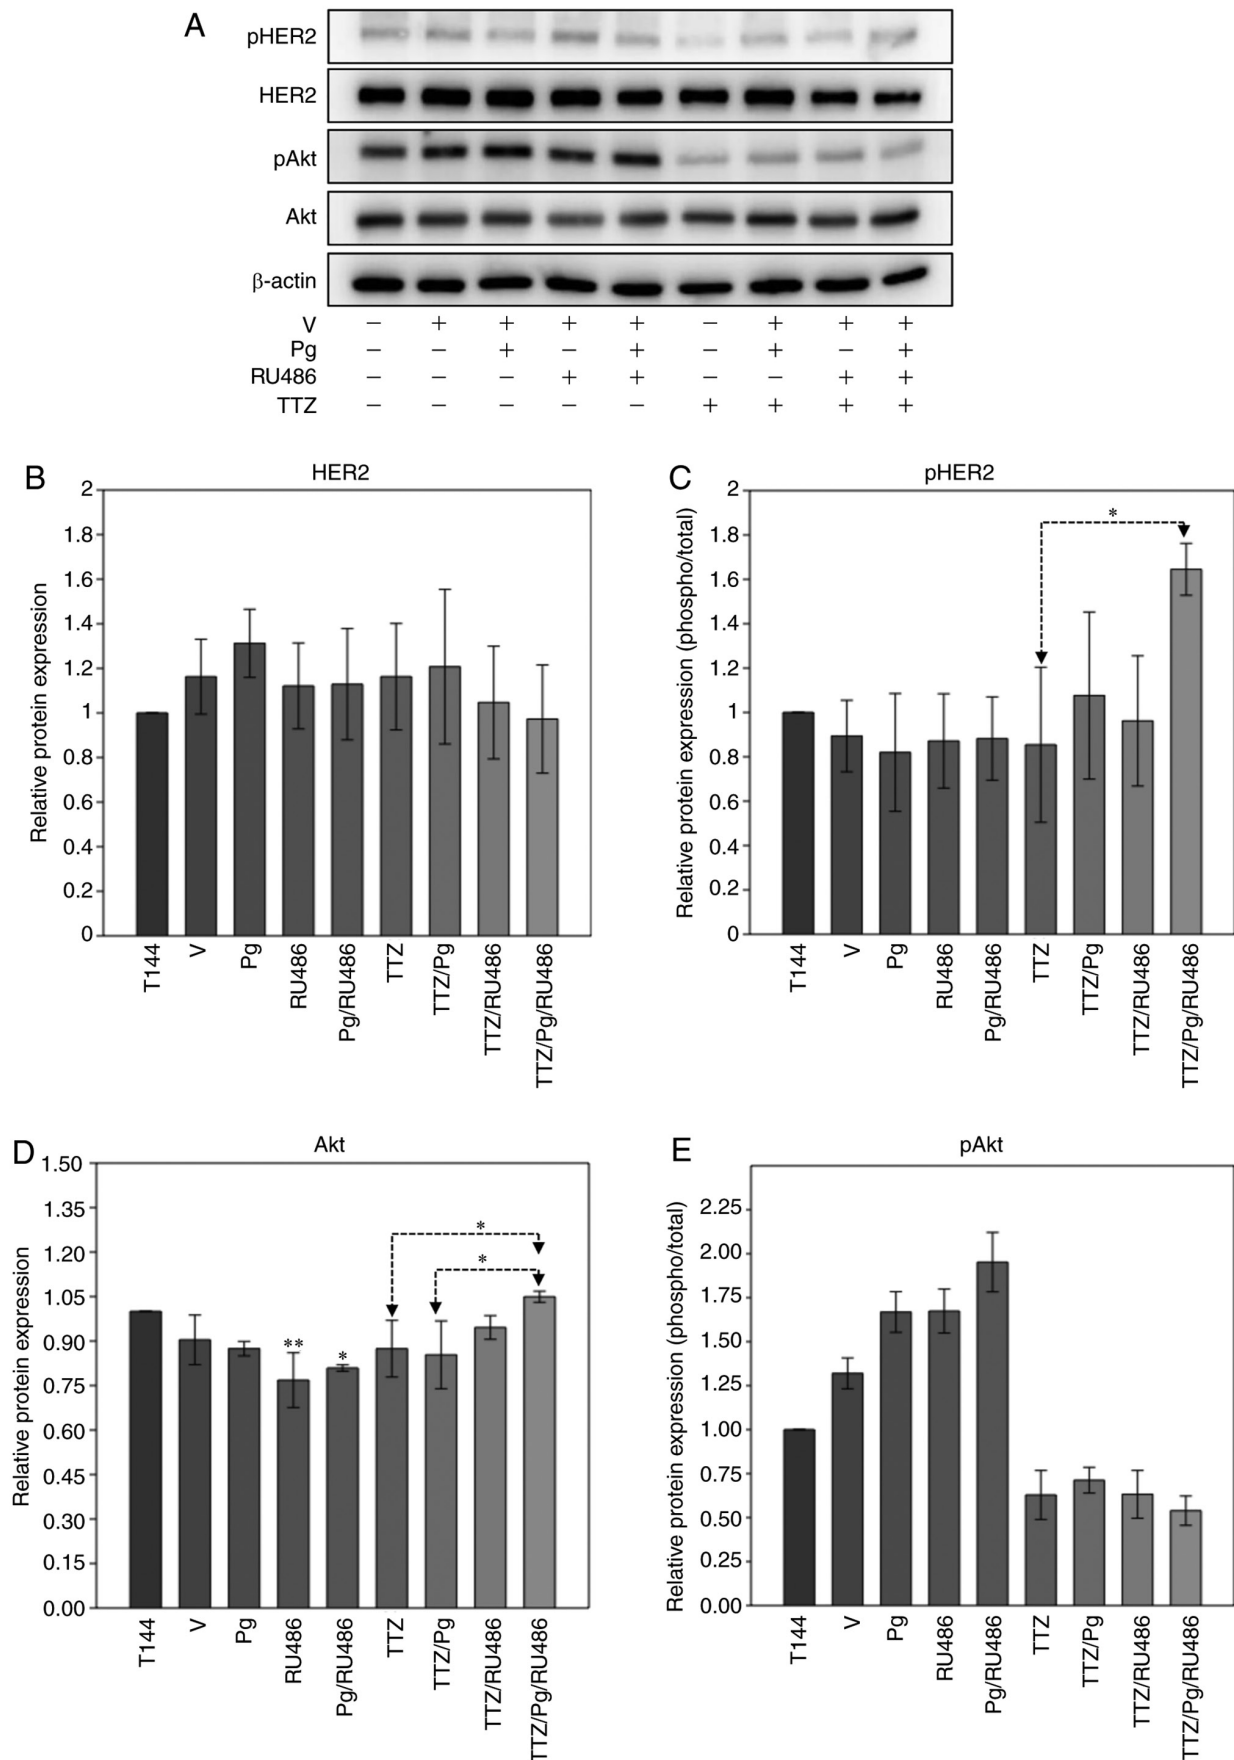 A
pHER2
HER2
pAkt
Akt
β-actin
V − + + + + − + + +
Pg − − + − + − + − +
RU486 − − − + + − − + +
TTZ − − − − − + + + +
B
HER2
Relative protein expression
2
1.8
1.6
1.4
1.2
1
0.8
0.6
0.4
0.2
0
T144
V
Pg
RU486
Pg/RU486
TTZ
TTZ/Pg
TTZ/RU486
TTZ/Pg/RU486
C
pHER2
Relative protein expression (phospho/total)
2
1.8
1.6
1.4
1.2
1
0.8
0.6
0.4
0.2
0
*
T144
V
Pg
RU486
Pg/RU486
TTZ
TTZ/Pg
TTZ/RU486
TTZ/Pg/RU486
D
Akt
Relative protein expression
1.50
1.35
1.20
1.05
0.90
0.75
0.60
0.45
0.30
0.15
0.00
*
*
**
*
T144
V
Pg
RU486
Pg/RU486
TTZ
TTZ/Pg
TTZ/RU486
TTZ/Pg/RU486
E
pAkt
Relative protein expression (phospho/total)
2.25
2.00
1.75
1.50
1.25
1.00
0.75
0.50
0.25
0.00
T144
V
Pg
RU486
Pg/RU486
TTZ
TTZ/Pg
TTZ/RU486
TTZ/Pg/RU486